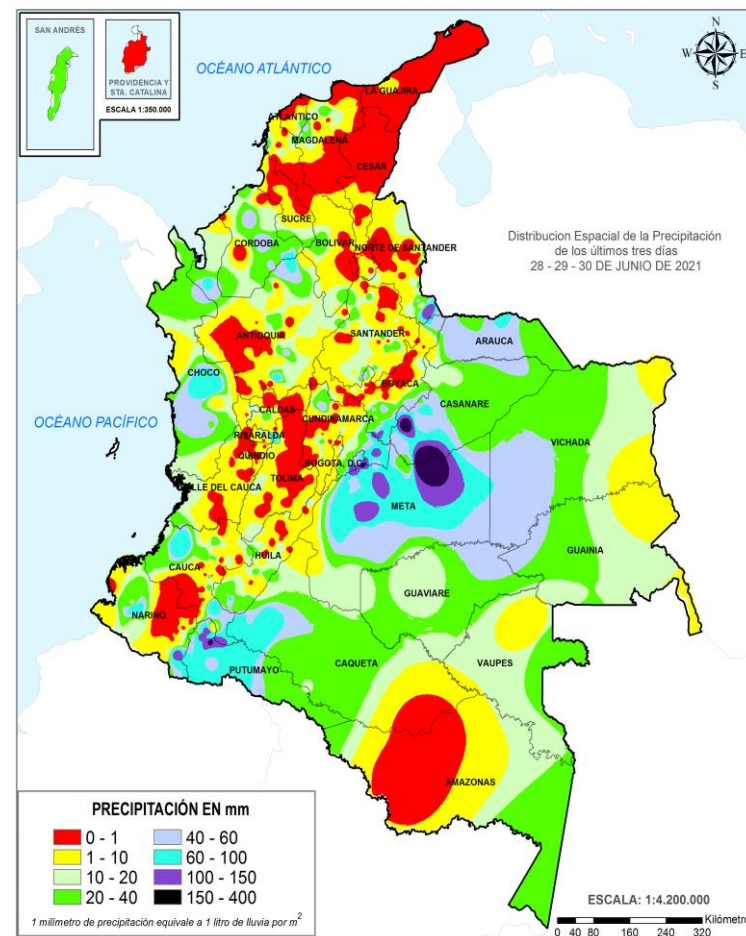 SAN ANDRÉS
PROVIDENCIA Y
STA. CATALINA
ESCALA 1:350.000
OCÉANO ATLÁNTICO
N
W
E
S
LA GUAJIRA
ATLANTICO
MAGDALENA
CESAR
SUCRE
CORDOBA
BOLIVAR
NORTE DE SANTANDER
Distribucion Espacial de la Precipitación
de los últimos tres días
28 - 29 - 30 DE JUNIO DE 2021
ANTIOQUIA
SANTANDER
ARAUCA
CHOCO
BOYACA
CASANARE
OCÉANO PACÍFICO
CALDAS
CUNDINAMARCA
RISARALDA
VICHADA
QUINDIO
BOGOTA, D.C.
TOLIMA
VALLE DEL CAUCA
META
HUILA
GUAINIA
CAUCA
GUAVIARE
NARIÑO
PUTUMAYO
CAQUETA
VAUPES
AMAZONAS
PRECIPITACIÓN EN mm
0 - 1
40 - 60
1 - 10
60 - 100
10 - 20
100 - 150
20 - 40
150 - 400
1 milímetro de precipitación equivale a 1 litro de lluvia por m²
ESCALA: 1:4.200.000
Kilómetr
0 40 80 160 240 320